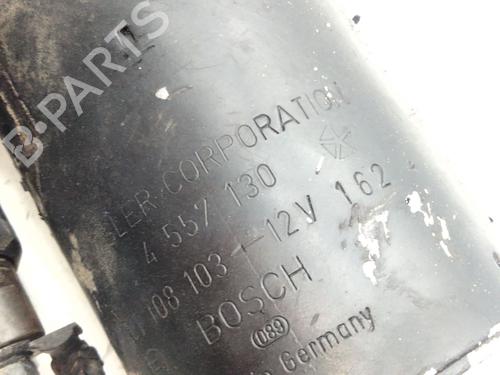 B-PARTS
LER CORPORATION
4 557 130
108 103 12V 162
BOSCH
089
Germany